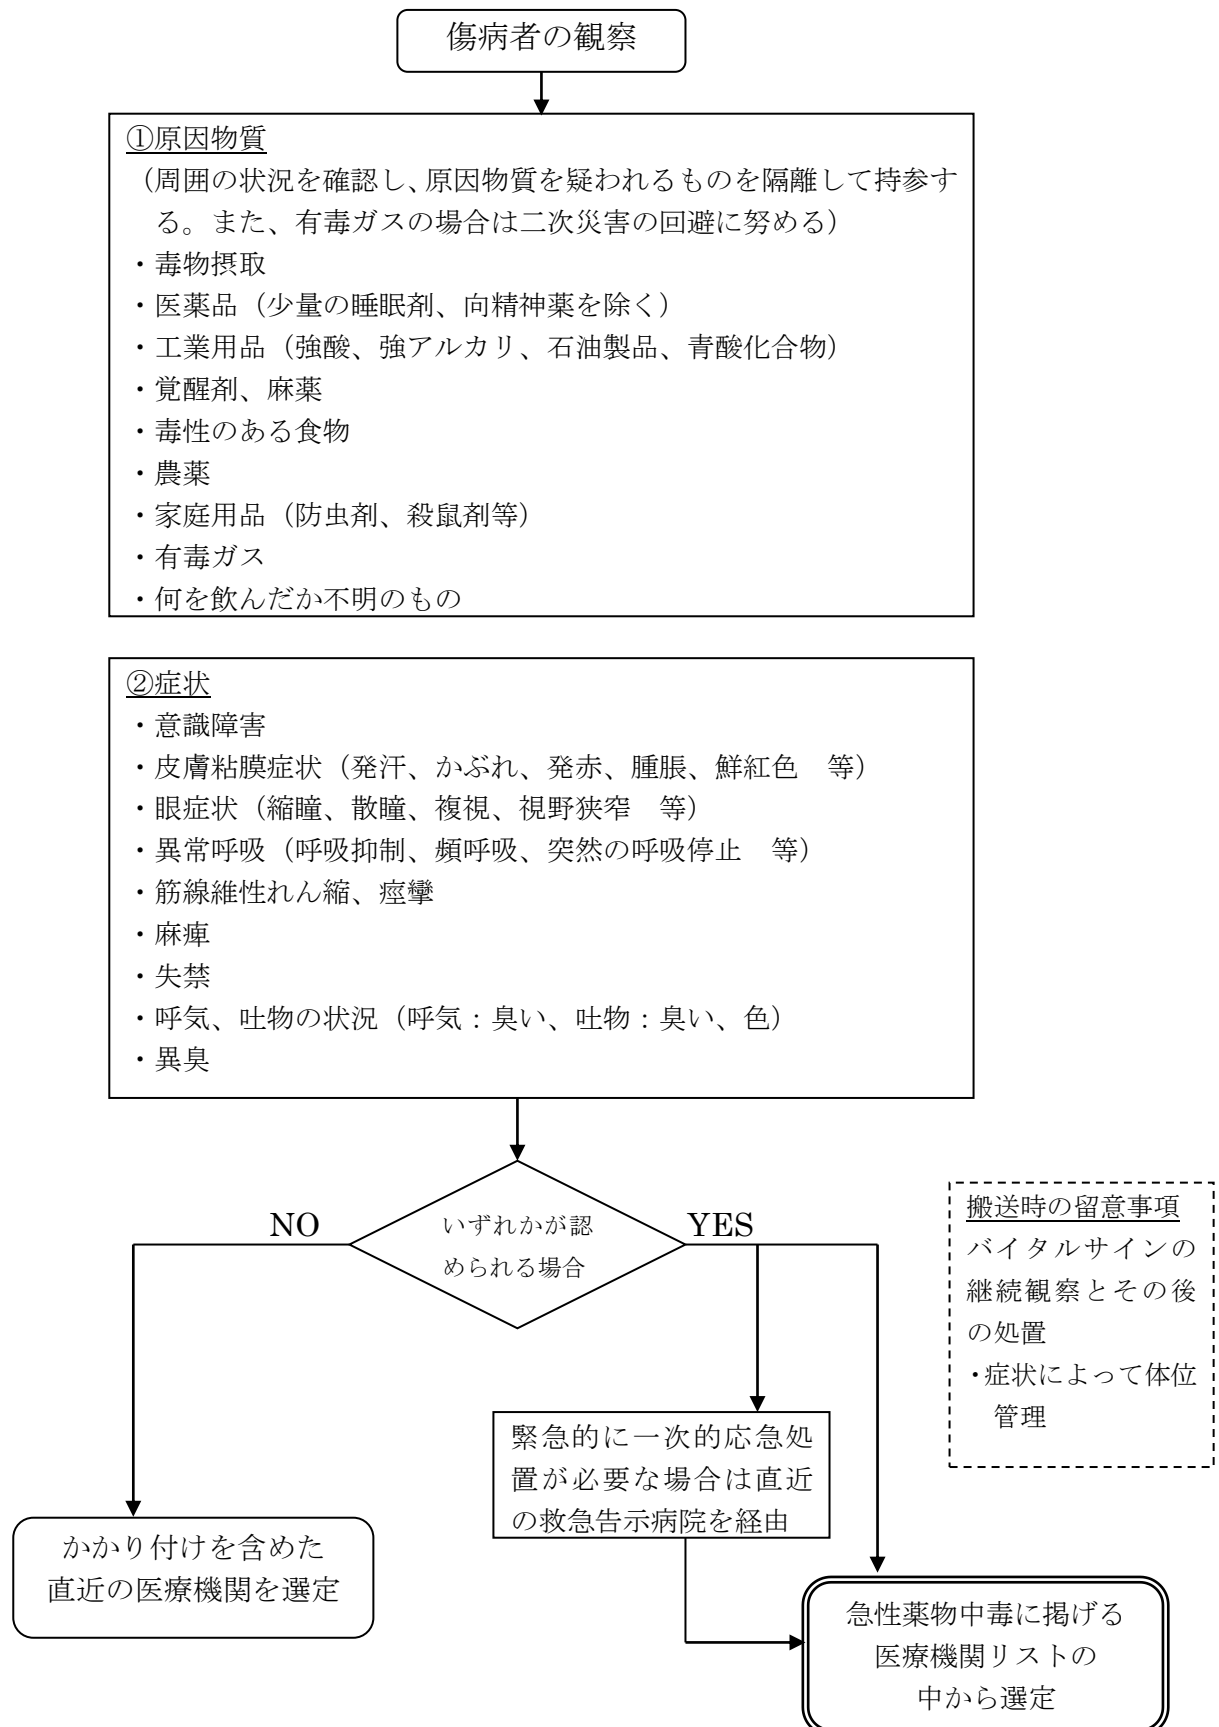 傷病者の観察
①原因物質
（周囲の状況を確認し、原因物質を疑われるものを隔離して持参す
る。また、有毒ガスの場合は二次災害の回避に努める）
・毒物摂取
・医薬品（少量の睡眠剤、向精神薬を除く）
・工業用品（強酸、強アルカリ、石油製品、青酸化合物）
・覚醒剤、麻薬
・毒性のある食物
・農薬
・家庭用品（防虫剤、殺鼠剤等）
・有毒ガス
・何を飲んだか不明のもの
②症状
・意識障害
・皮膚粘膜症状（発汗、かぶれ、発赤、腫脹、鮮紅色　等）
・眼症状（縮瞳、散瞳、複視、視野狭窄　等）
・異常呼吸（呼吸抑制、頻呼吸、突然の呼吸停止　等）
・筋線維性れん縮、痙攣
・麻痺
・失禁
・呼気、吐物の状況（呼気：臭い、吐物：臭い、色）
・異臭
NO
いずれかが認
められる場合
YES
搬送時の留意事項
バイタルサインの
継続観察とその後
の処置
・症状によって体位
管理
緊急的に一次的応急処
置が必要な場合は直近
の救急告示病院を経由
かかり付けを含めた
直近の医療機関を選定
急性薬物中毒に掲げる
医療機関リストの
中から選定